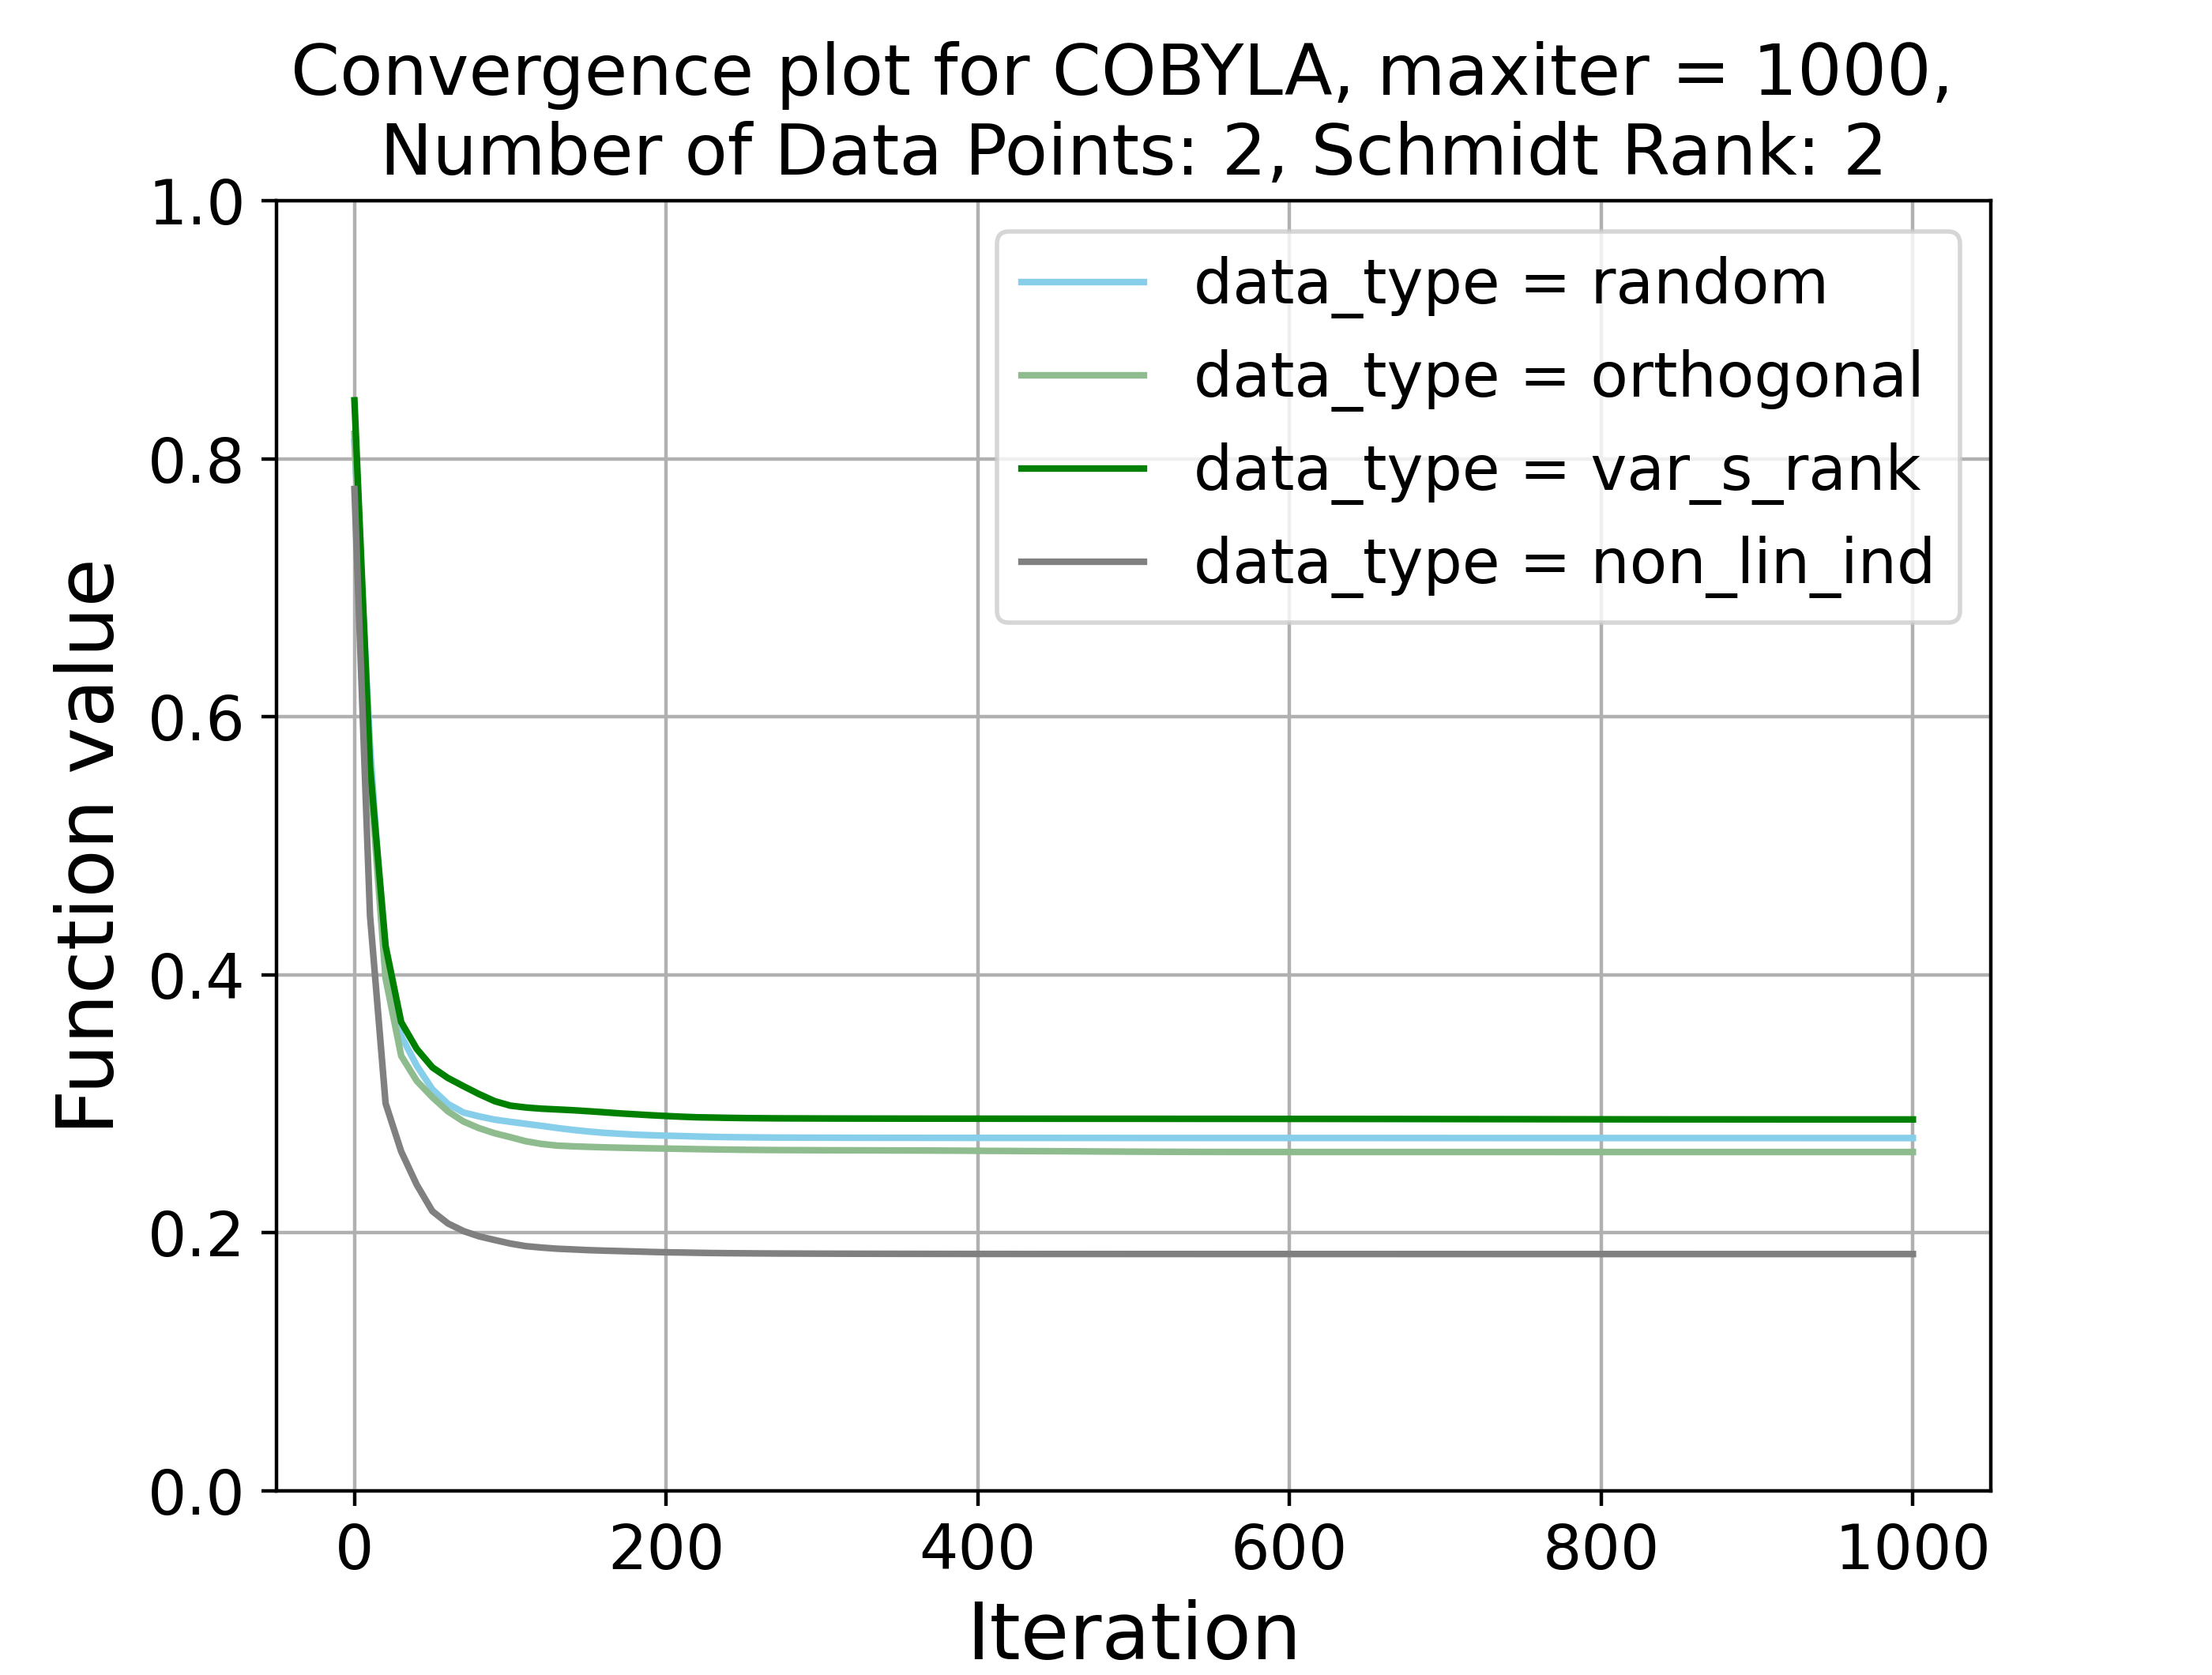 Convergence plot for COBYLA, maxiter = 1000,
Number of Data Points: 2, Schmidt Rank: 2
1.0
0.8
0.6
0.4
0.2
0.0
Function value
data_type = random
data_type = orthogonal
data_type = var_s_rank
data_type = non_lin_ind
0 200 400 600 800 1000
Iteration